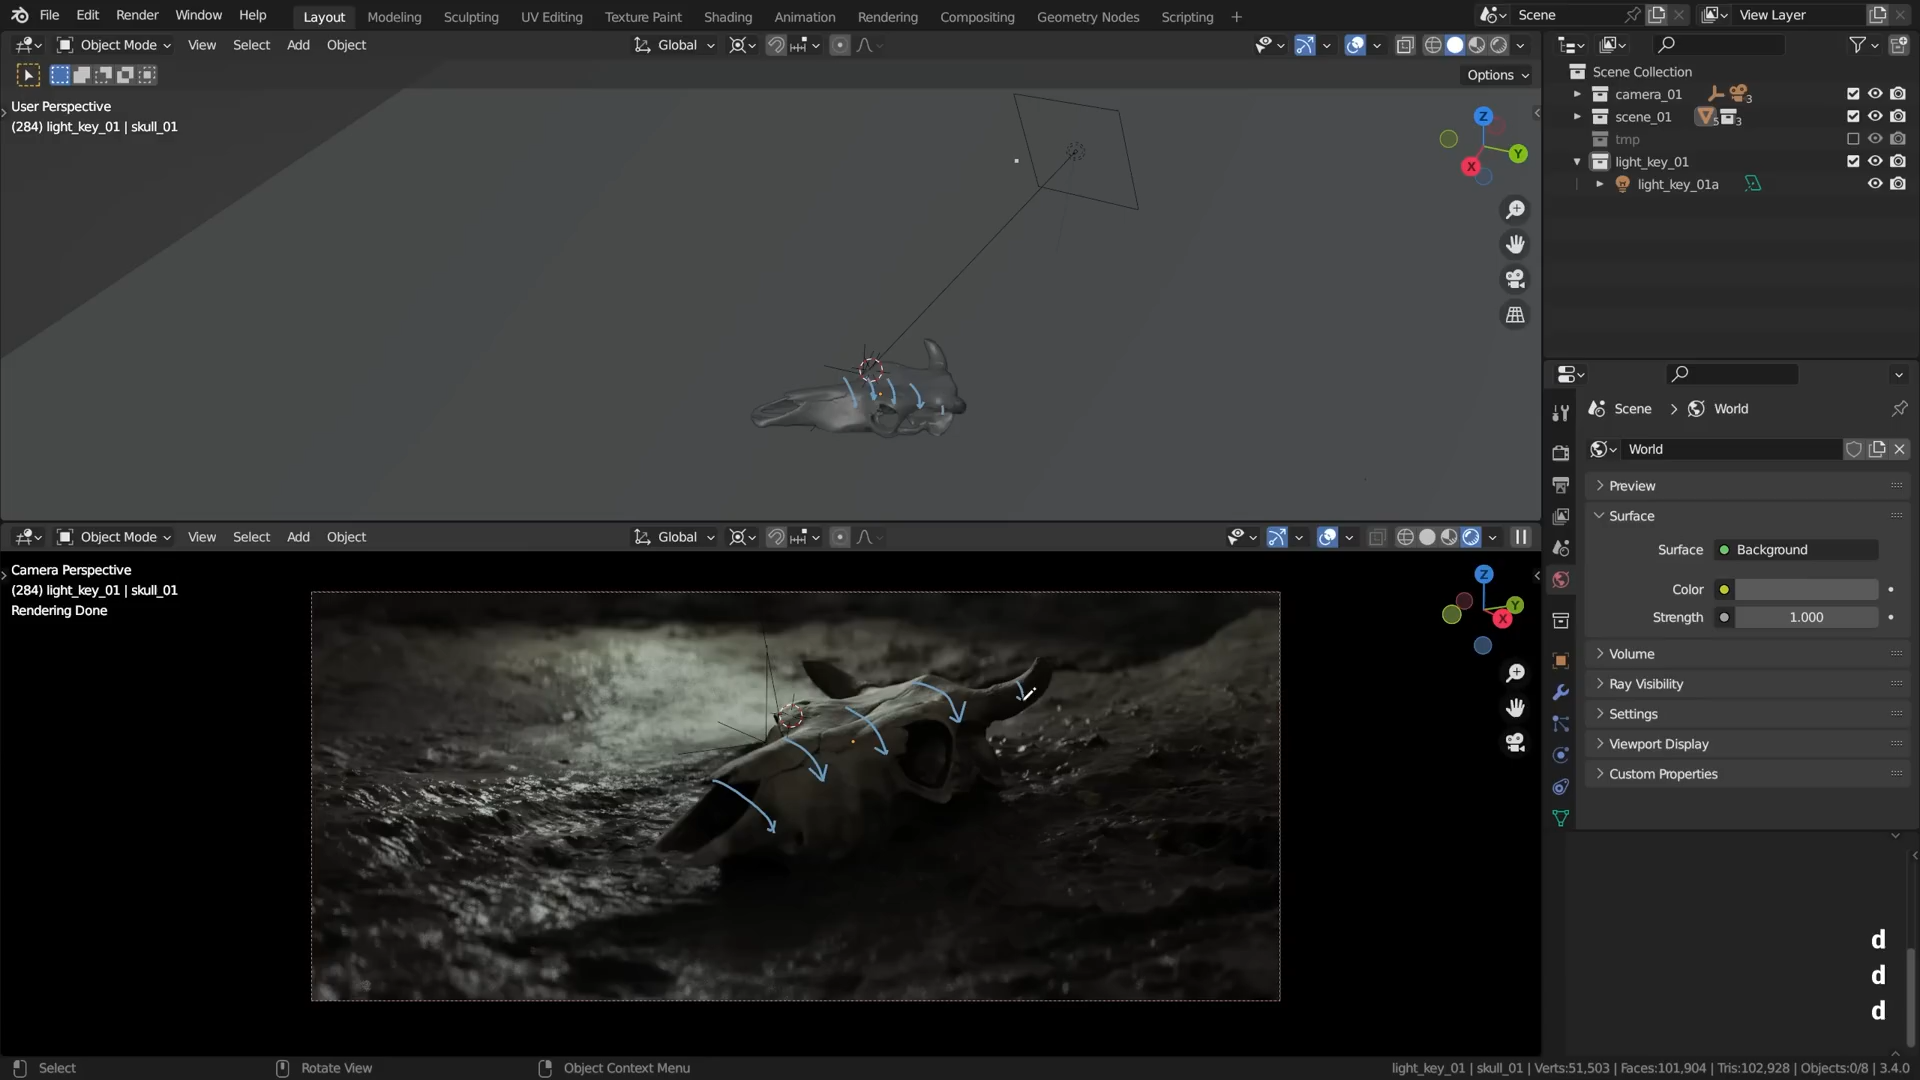 File Edit Render Window Help Layout Modeling Sculpting UV Editing Texture Paint Shading Animation Rendering Compositing Geometry Nodes Scripting + Scene View Layer
Object Mode View Select Add Object Global
Options
User Perspective
(284) light_key_01 | skull_01
Z
Y
X
Object Mode View Select Add Object Global
Camera Perspective
(284) light_key_01 | skull_01
Rendering Done
Z
Y
X
Scene Collection
camera_01 3
scene_01 5 3
tmp
light_key_01
light_key_01a
Scene > World
World
Preview
Surface
Surface Background
Color
Strength 1.000
Volume
Ray Visibility
Settings
Viewport Display
Custom Properties
d
d
d
Select Rotate View Object Context Menu light_key_01 | skull_01 | Verts:51,503 | Faces:101,904 | Tris:102,928 | Objects:0/8 | 3.4.0